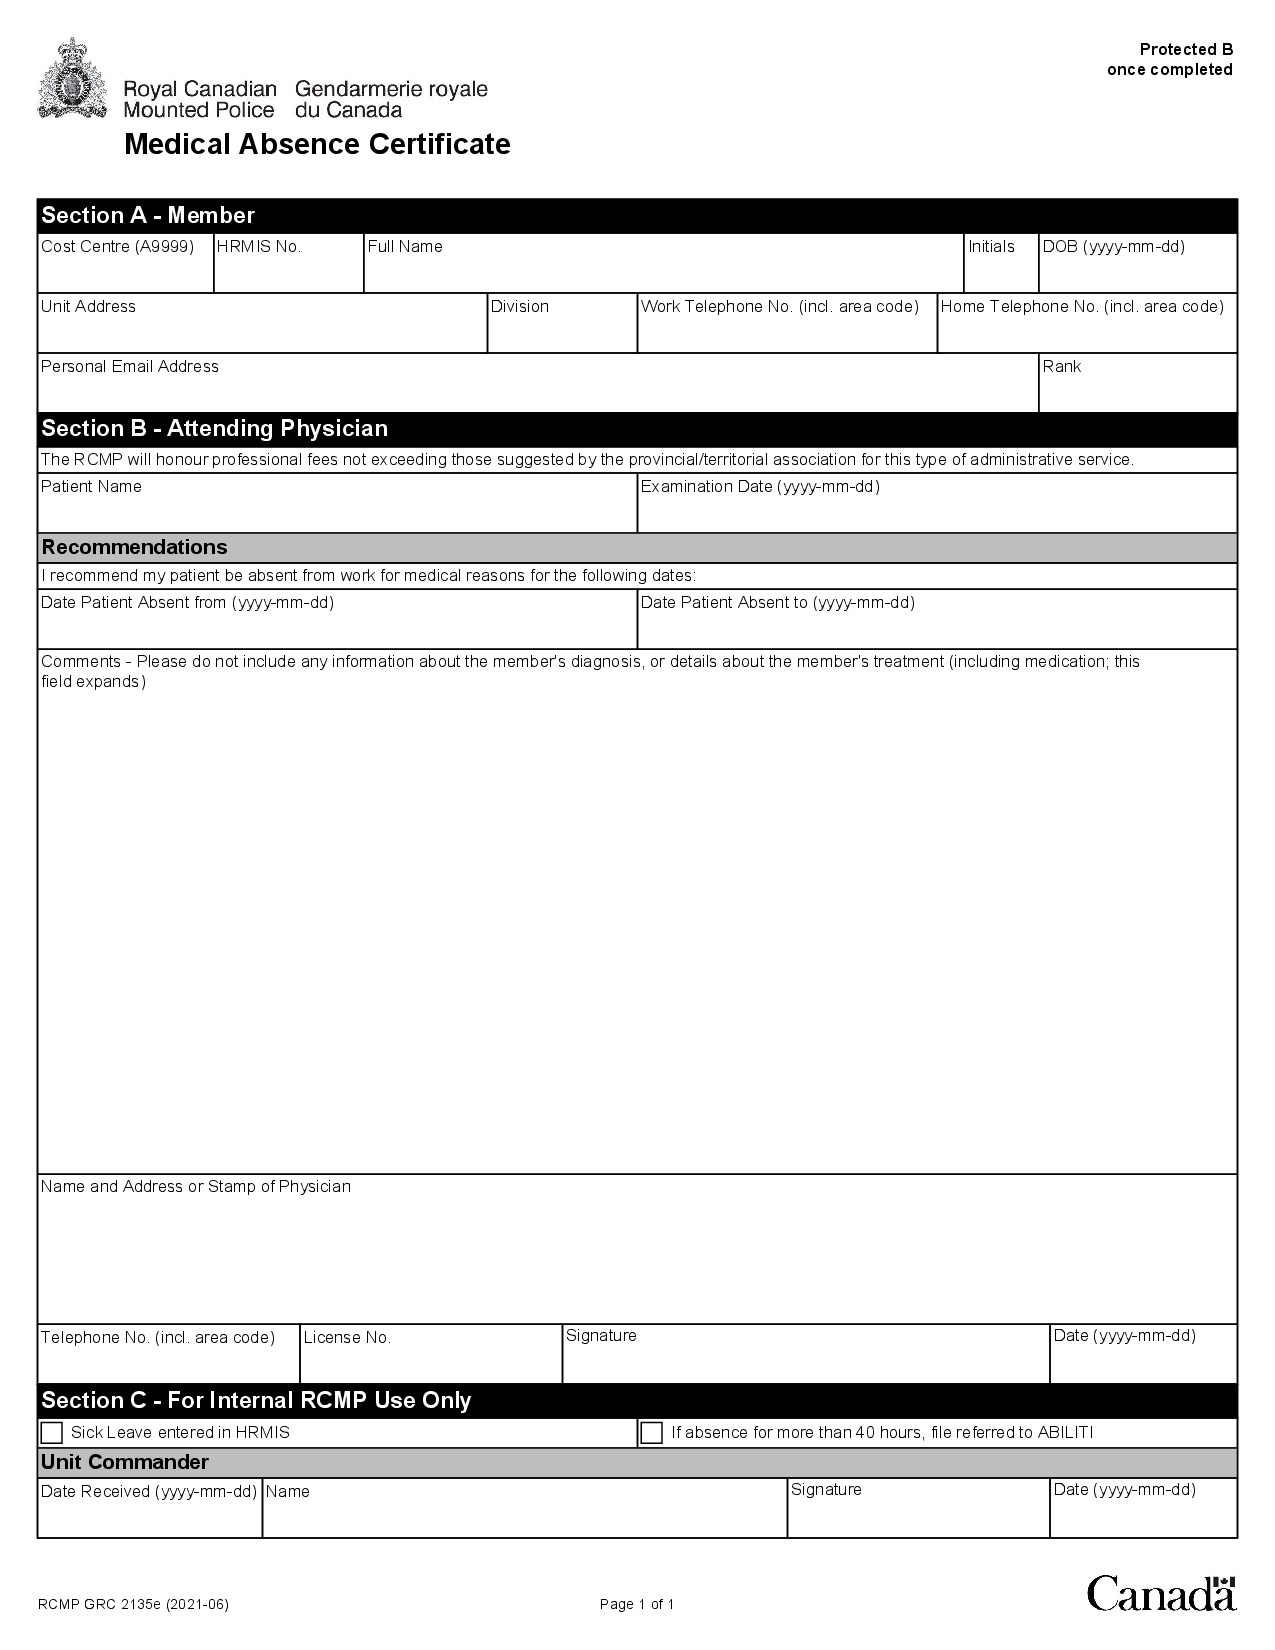 Protected B
once completed
Royal Canadian Gendarmerie royale
Mounted Police du Canada
Medical Absence Certificate
Section A - Member
Cost Centre (A9999) HRMIS No. Full Name Initials DOB (yyyy-mm-dd)
Unit Address Division Work Telephone No. (incl. area code) Home Telephone No. (incl. area code)
Personal Email Address Rank
Section B - Attending Physician
The RCMP will honour professional fees not exceeding those suggested by the provincial/territorial association for this type of administrative service.
Patient Name Examination Date (yyyy-mm-dd)
Recommendations
I recommend my patient be absent from work for medical reasons for the following dates:
Date Patient Absent from (yyyy-mm-dd) Date Patient Absent to (yyyy-mm-dd)
Comments - Please do not include any information about the member's diagnosis, or details about the member's treatment (including medication; this
field expands)
Name and Address or Stamp of Physician
Telephone No. (incl. area code) License No. Signature Date (yyyy-mm-dd)
Section C - For Internal RCMP Use Only
Sick Leave entered in HRMIS If absence for more than 40 hours, file referred to ABILITI
Unit Commander
Date Received (yyyy-mm-dd) Name Signature Date (yyyy-mm-dd)
RCMP GRC 2135e (2021-06) Page 1 of 1 Canada